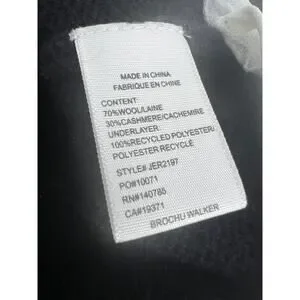 MADE IN CHINA
FABRIQUE EN CHINE
CONTENT:
70%WOOL/LAINE
30%CASHMERE/CACHEMIRE
UNDERLAYER:
100%RECYCLED POLYESTER/
POLYESTER RECYCLÉ
STYLE# JER2197
PO#10071
RN#140785
CA#19371
BROCHU WALKER